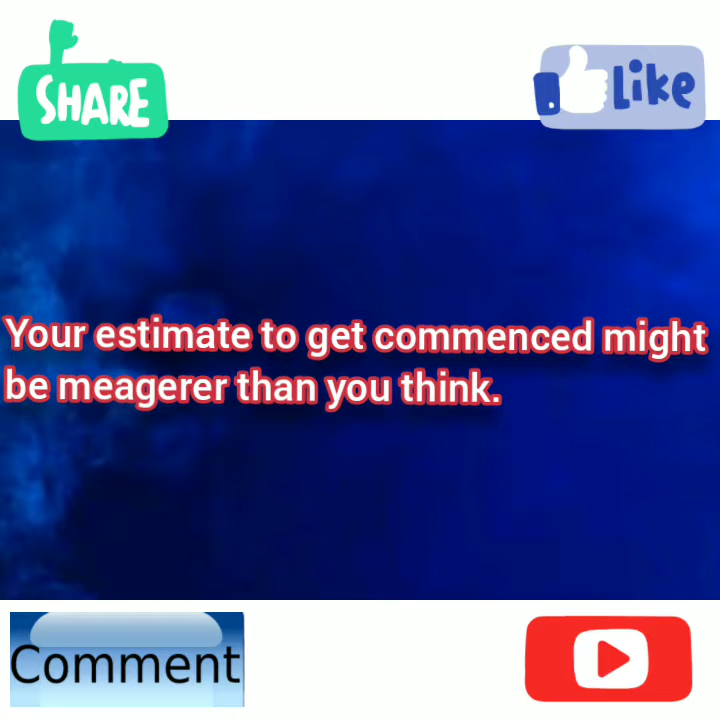 SHARE
Like
Your estimate to get commenced might
be meagerer than you think.
Comment